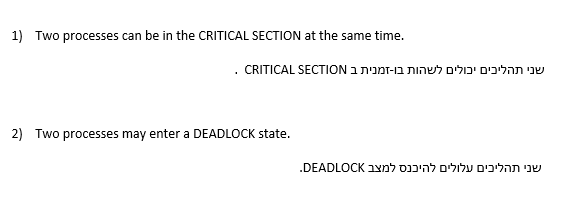 1) Two processes can be in the CRITICAL SECTION at the same time.
שני תהליכים יכולים לשהות בו-זמנית ב CRITICAL SECTION .
2) Two processes may enter a DEADLOCK state.
שני תהליכים עלולים להיכנס למצב DEADLOCK.